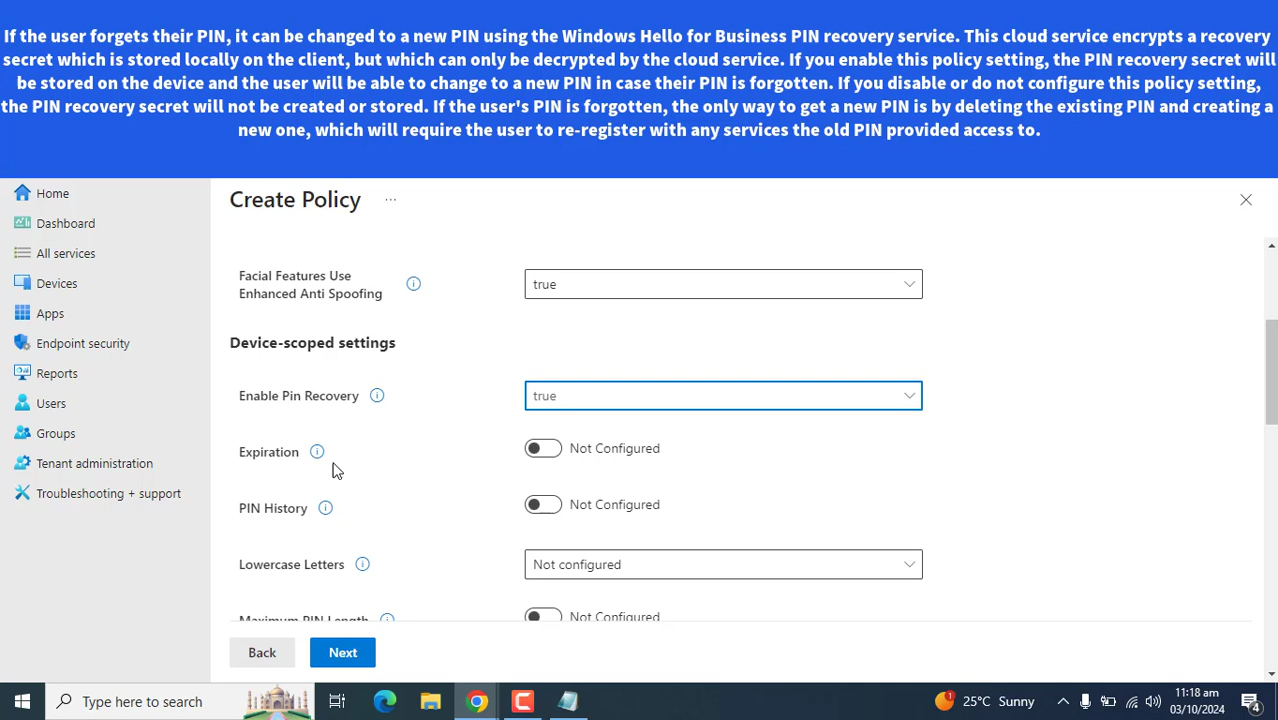 If the user forgets their PIN, it can be changed to a new PIN using the Windows Hello for Business PIN recovery service. This cloud service encrypts a recovery
secret which is stored locally on the client, but which can only be decrypted by the cloud service. If you enable this policy setting, the PIN recovery secret will
be stored on the device and the user will be able to change to a new PIN in case their PIN is forgotten. If you disable or do not configure this policy setting,
the PIN recovery secret will not be created or stored. If the user's PIN is forgotten, the only way to get a new PIN is by deleting the existing PIN and creating a
new one, which will require the user to re-register with any services the old PIN provided access to.
Home
Dashboard
All services
Devices
Apps
Endpoint security
Reports
Users
Groups
Tenant administration
Troubleshooting + support
Create Policy ...
Facial Features Use
Enhanced Anti Spoofing
true
Device-scoped settings
Enable Pin Recovery
true
Expiration
Not Configured
PIN History
Not Configured
Lowercase Letters
Not configured
Maximum PIN Length
Not Configured
Back
Next
Type here to search
1
25°C Sunny
11:18 am
03/10/2024
4